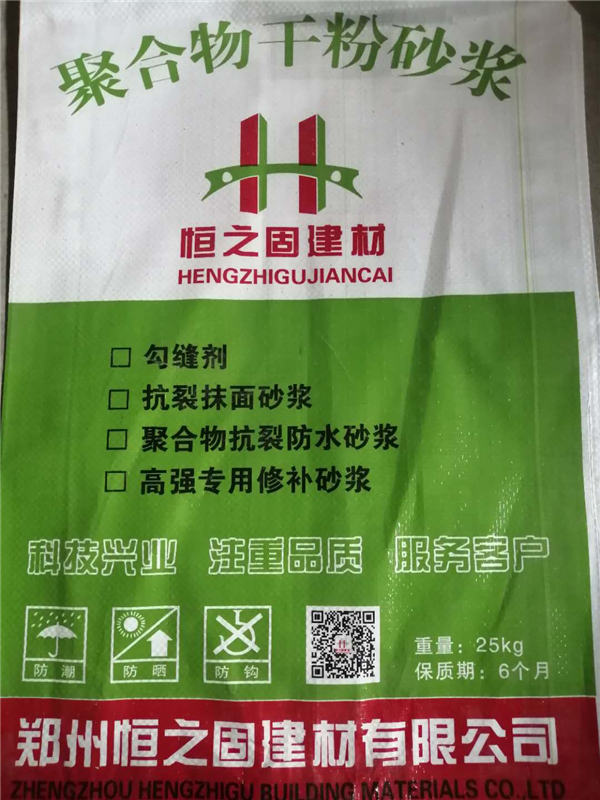 聚合物干粉砂浆
恒之固建材
HENGZHIGUJIANCAI
□ 勾缝剂
□ 抗裂抹面砂浆
□ 聚合物抗裂防水砂浆
□ 高强专用修补砂浆
科技兴业 注重品质 服务客户
防潮 防晒 防钩
重量：25kg
保质期：6个月
郑州恒之固建材有限公司
ZHENGZHOU HENGZHIGU BUILDING MATERIALS CO.,LTD